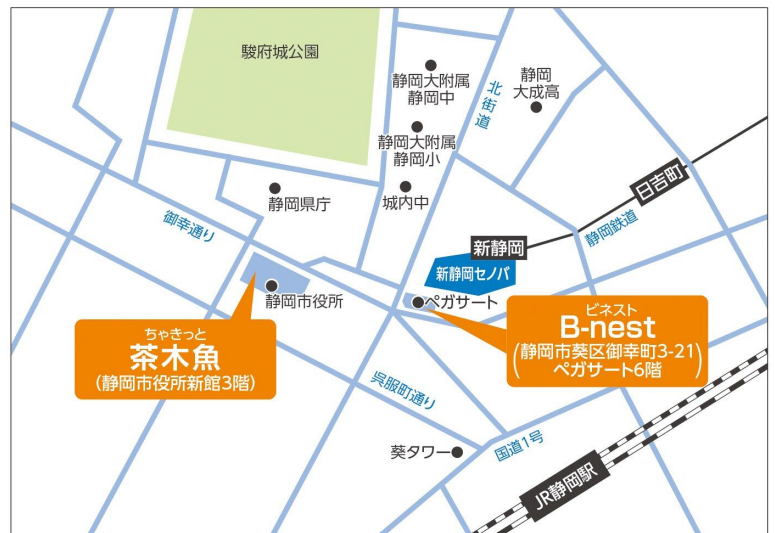 駿府城公園
静岡大附属
静岡中
静岡
大成高
北街道
静岡大附属
静岡小
城内中
静岡県庁
日吉町
御幸通り
新静岡
静岡鉄道
新静岡セノバ
静岡市役所
ペガサート
ちゃきっと
茶木魚
(静岡市役所新館3階)
ビネスト
B-nest
(静岡市葵区御幸町3-21
ペガサート6階)
呉服町通り
葵タワー
国道1号
JR静岡駅